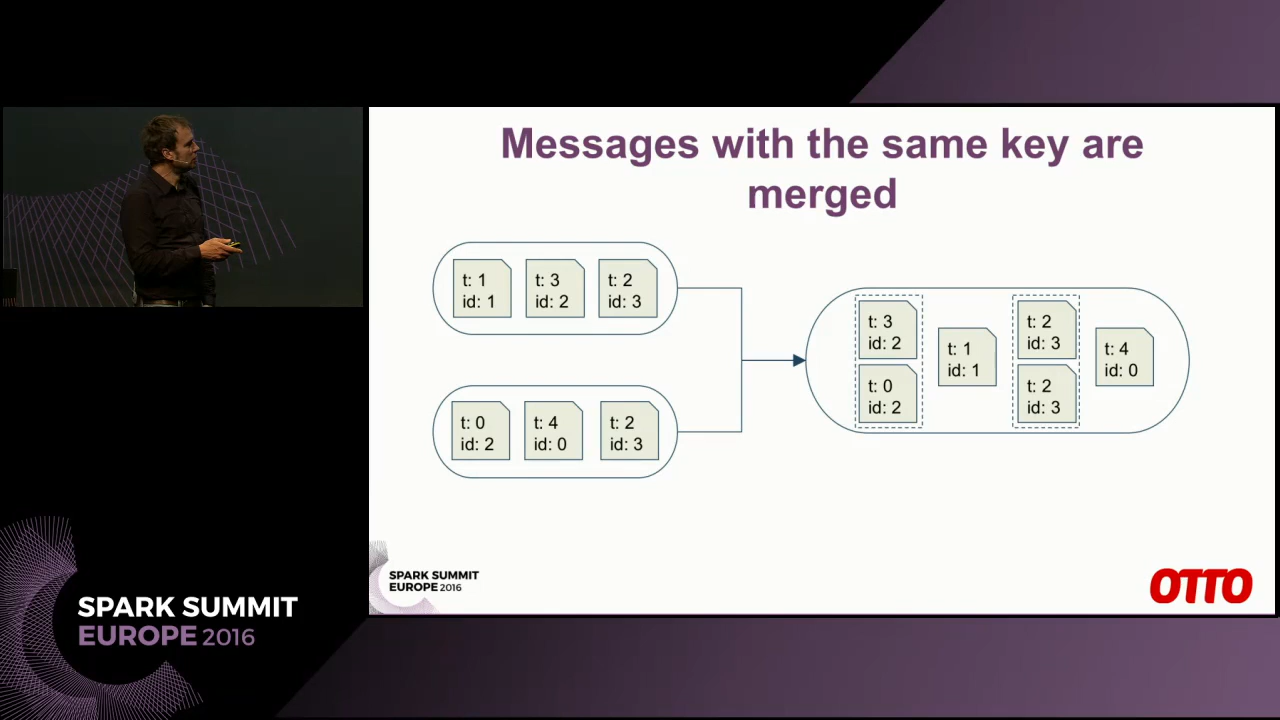 Messages with the same key are
merged
t: 1
id: 1
t: 3
id: 2
t: 2
id: 3
t: 0
id: 2
t: 4
id: 0
t: 2
id: 3
t: 3
id: 2
t: 0
id: 2
t: 1
id: 1
t: 2
id: 3
t: 2
id: 3
t: 4
id: 0
SPARK SUMMIT
EUROPE 2016
OTTO
SPARK SUMMIT
EUROPE 2016